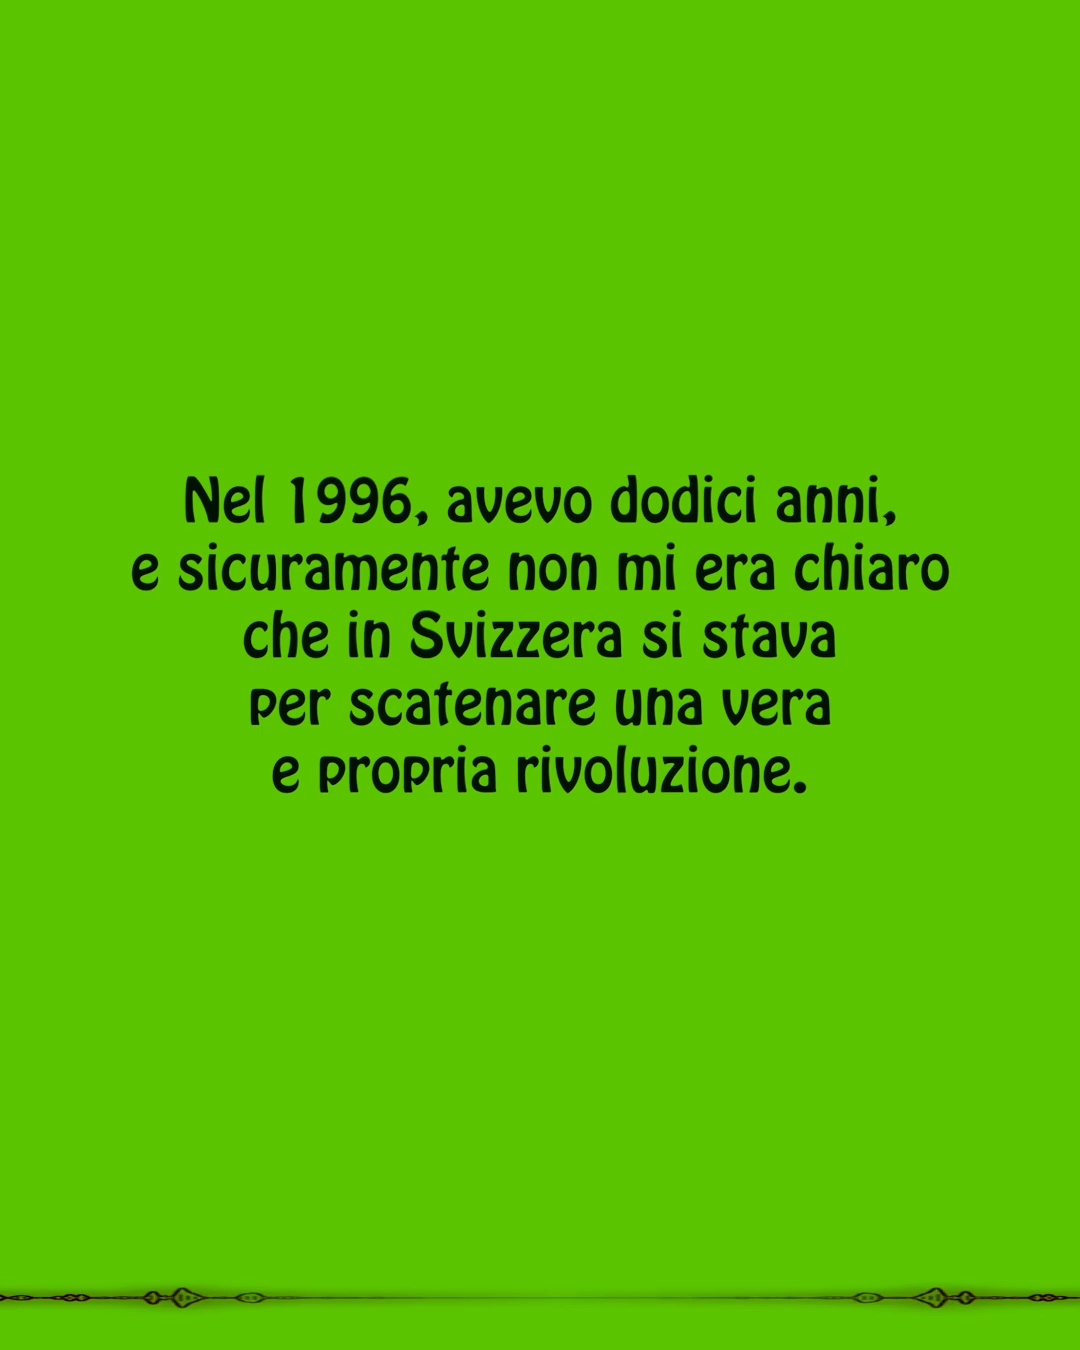 Nel 1996, avevo dodici anni,
e sicuramente non mi era chiaro
che in Svizzera si stava
per scatenare una vera
e propria rivoluzione.